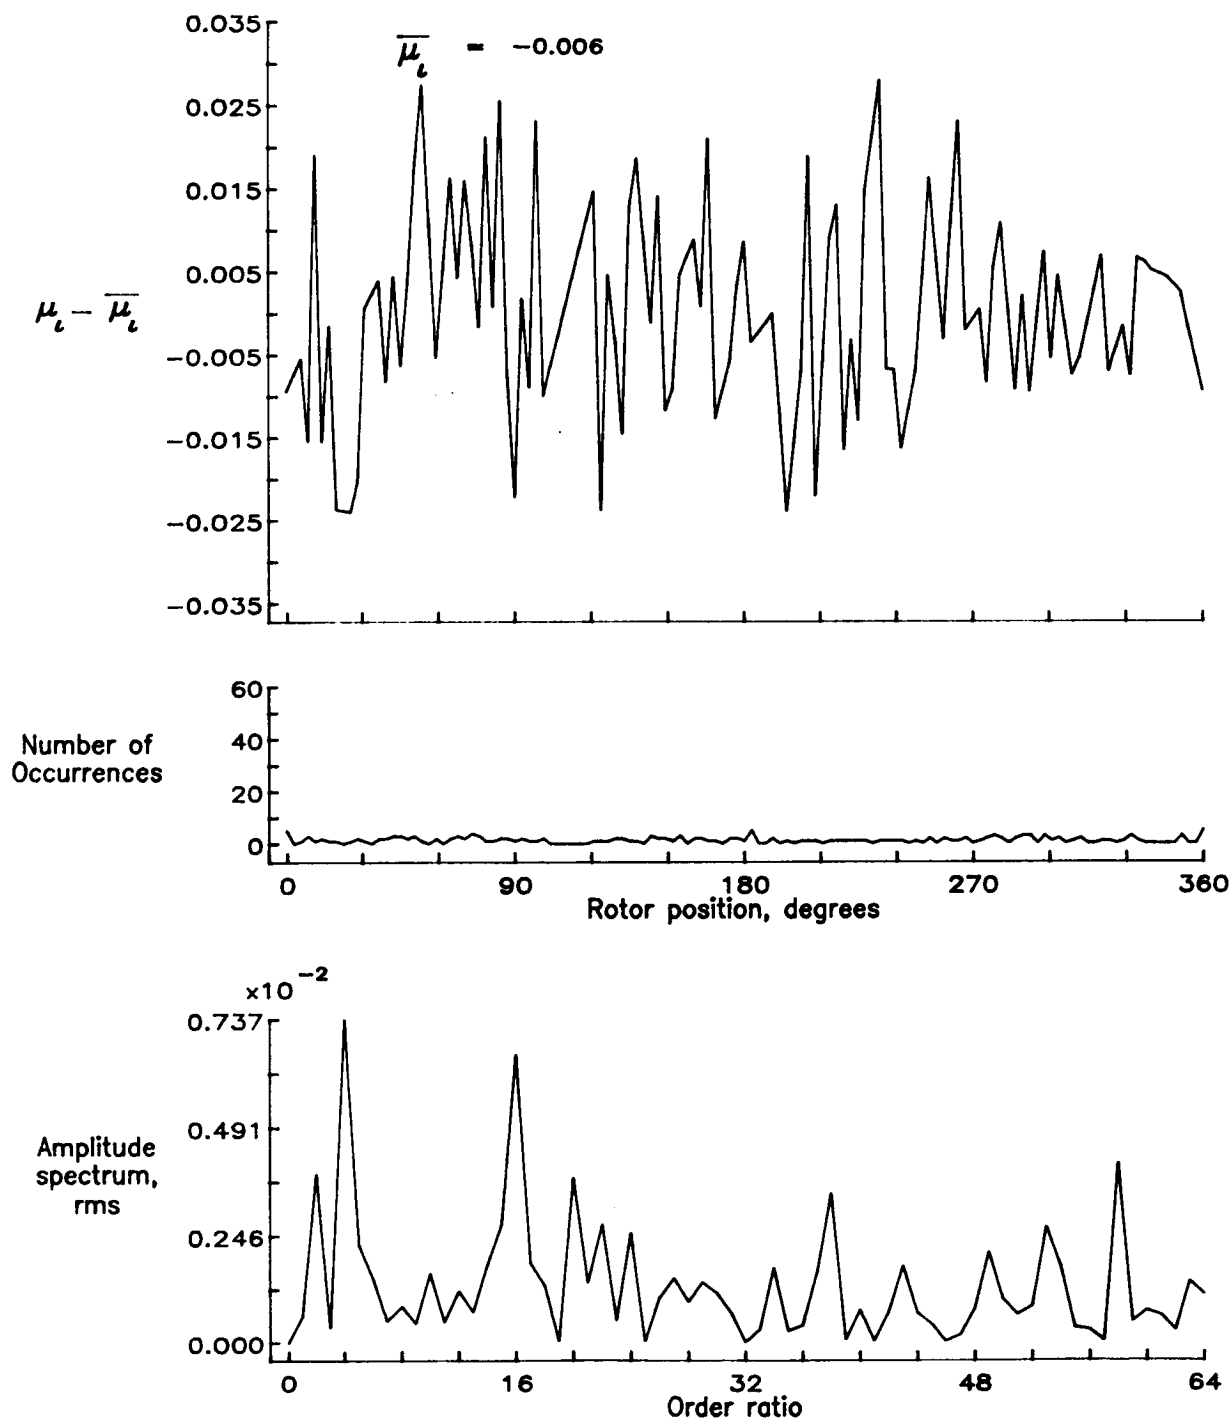 0.035
μ̅ι = −0.006
0.025
0.015
0.005
μι − μ̅ι
−0.005
−0.015
−0.025
−0.035
60
Number of
Occurrences
40
20
0
0 90 180 270 360
Rotor position, degrees
×10⁻²
0.737
0.491
Amplitude
spectrum,
rms
0.246
0.000
0 16 32 48 64
Order ratio